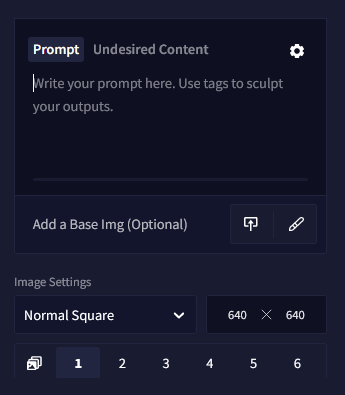 Prompt Undesired Content
Write your prompt here. Use tags to sculpt
your outputs.
Add a Base Img (Optional)
Image Settings
Normal Square 640 × 640
1 2 3 4 5 6